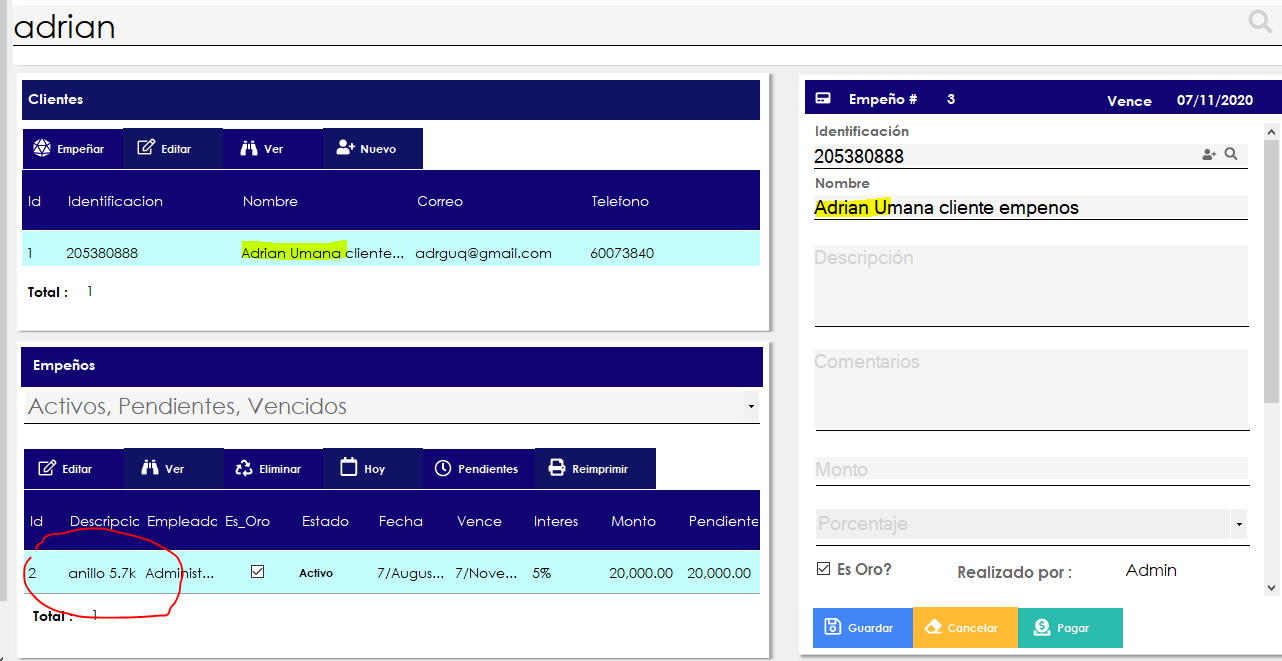 adrian
Clientes
Empeñar Editar Ver Nuevo
Id Identificacion Nombre Correo Telefono
1 205380888 Adrian Umana cliente... adrguq@gmail.com 60073840
Total : 1
Empeños
Activos, Pendientes, Vencidos
Editar Ver Eliminar Hoy Pendientes Reimprimir
Id Descripcic Empleadc Es_Oro Estado Fecha Vence Interes Monto Pendiente
2 anillo 5.7k Administ... Activo 7/Augus... 7/Nove... 5% 20,000.00 20,000.00
Total : 1
Empeño # 3 Vence 07/11/2020
Identificación
205380888
Nombre
Adrian Umana cliente empenos
Descripción
Comentarios
Monto
Porcentaje
Es Oro? Realizado por : Admin
Guardar Cancelar Pagar